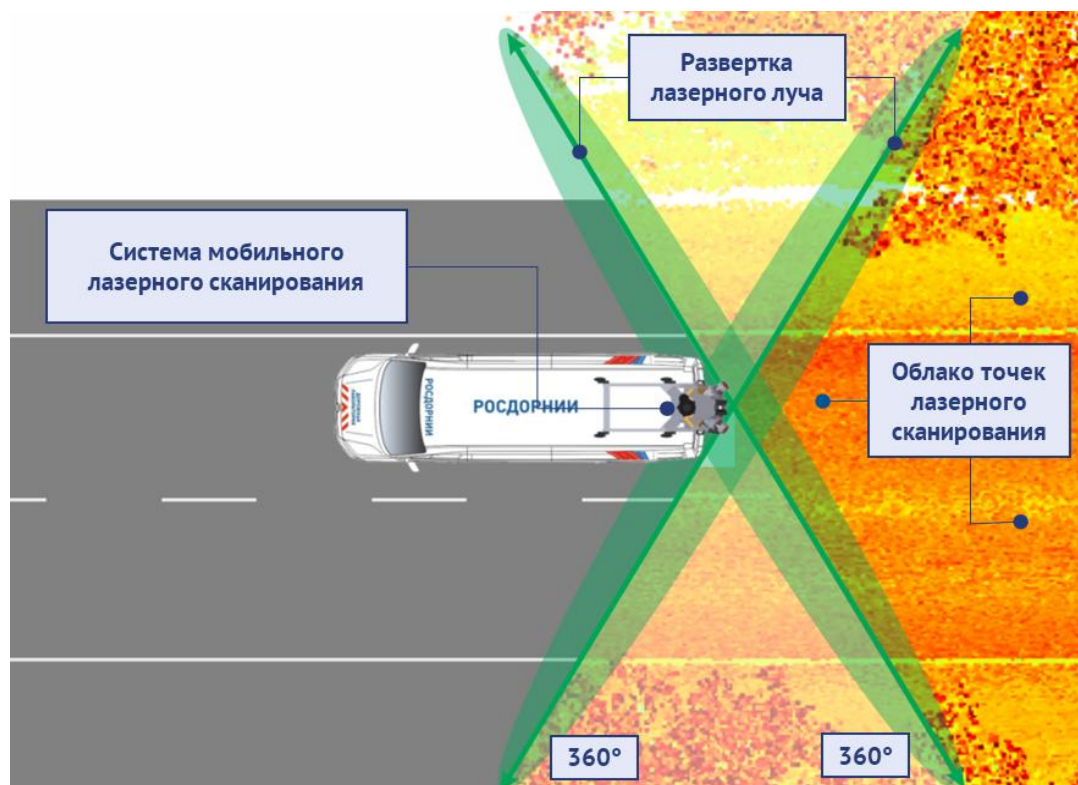 Развертка
лазерного луча
Система мобильного
лазерного сканирования
Облако точек
лазерного
сканирования
РОСДОРНИИ
РОСДОРНИИ
360°
360°